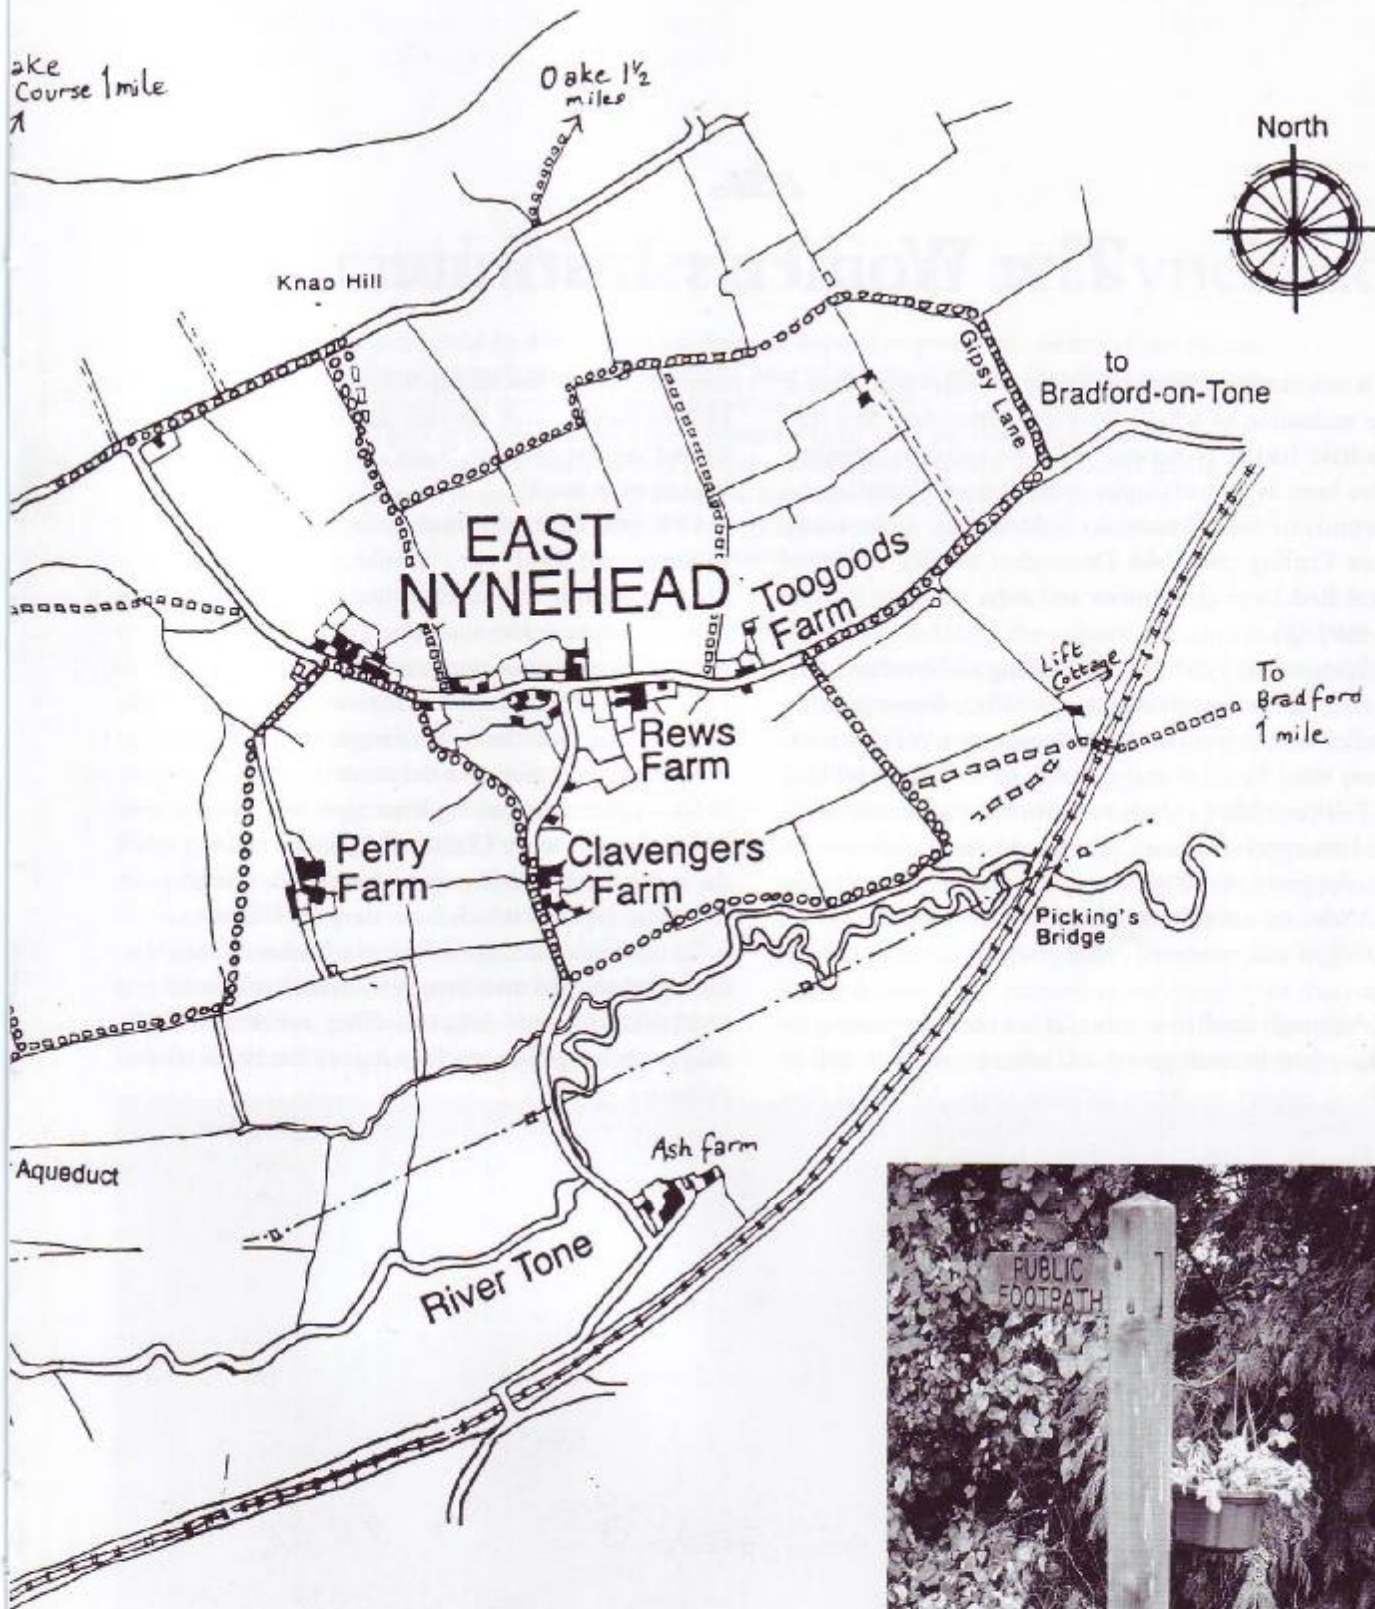 ake
Course 1 mile
Oake 1½
miles
North
Knap Hill
Gipsy Lane
to
Bradford-on-Tone
EAST
NYNEHEAD
Toogoods
Farm
Lift
Cottage
To
Bradford
1 mile
Rews
Farm
Perry
Farm
Clavengers
Farm
Picking's
Bridge
Aqueduct
Ash farm
River Tone
PUBLIC
FOOTPATH